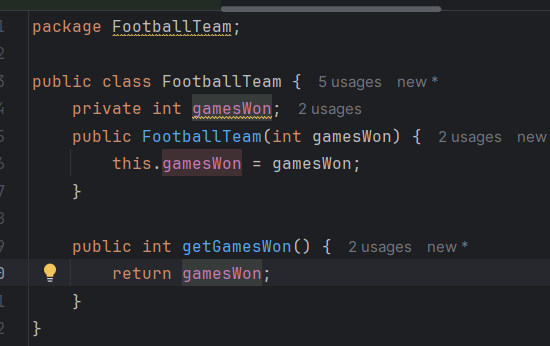 1 package FootballTeam;
2
3 public class FootballTeam { 5 usages new *
4 private int gamesWon; 2 usages
5 public FootballTeam(int gamesWon) { 2 usages new
6 this.gamesWon = gamesWon;
7 }
8
9 public int getGamesWon() { 2 usages new *
0 return gamesWon;
1 }
2 }